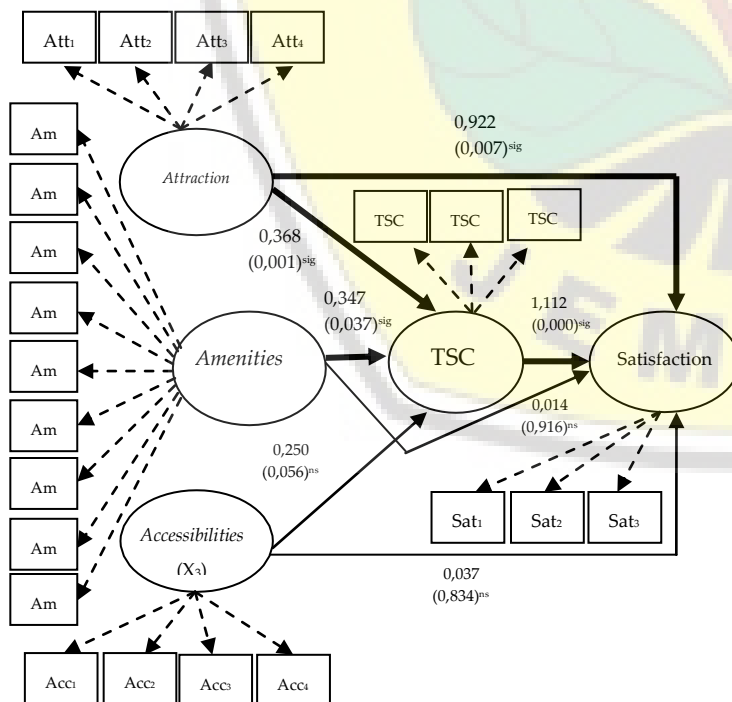 Att1 Att2 Att3 Att4
Am
Am
Am
Am
Am
Am
Am
Am
Am
Attraction
0,922
(0,007)sig
TSC TSC TSC
0,368
(0,001)sig
0,347
(0,037)sig
1,112
(0,000)sig
Amenities
TSC
Satisfaction
0,014
(0,916)ns
0,250
(0,056)ns
Accessibilities
(X3)
Sat1 Sat2 Sat3
0,037
(0,834)ns
Acc1 Acc2 Acc3 Acc4
JEM